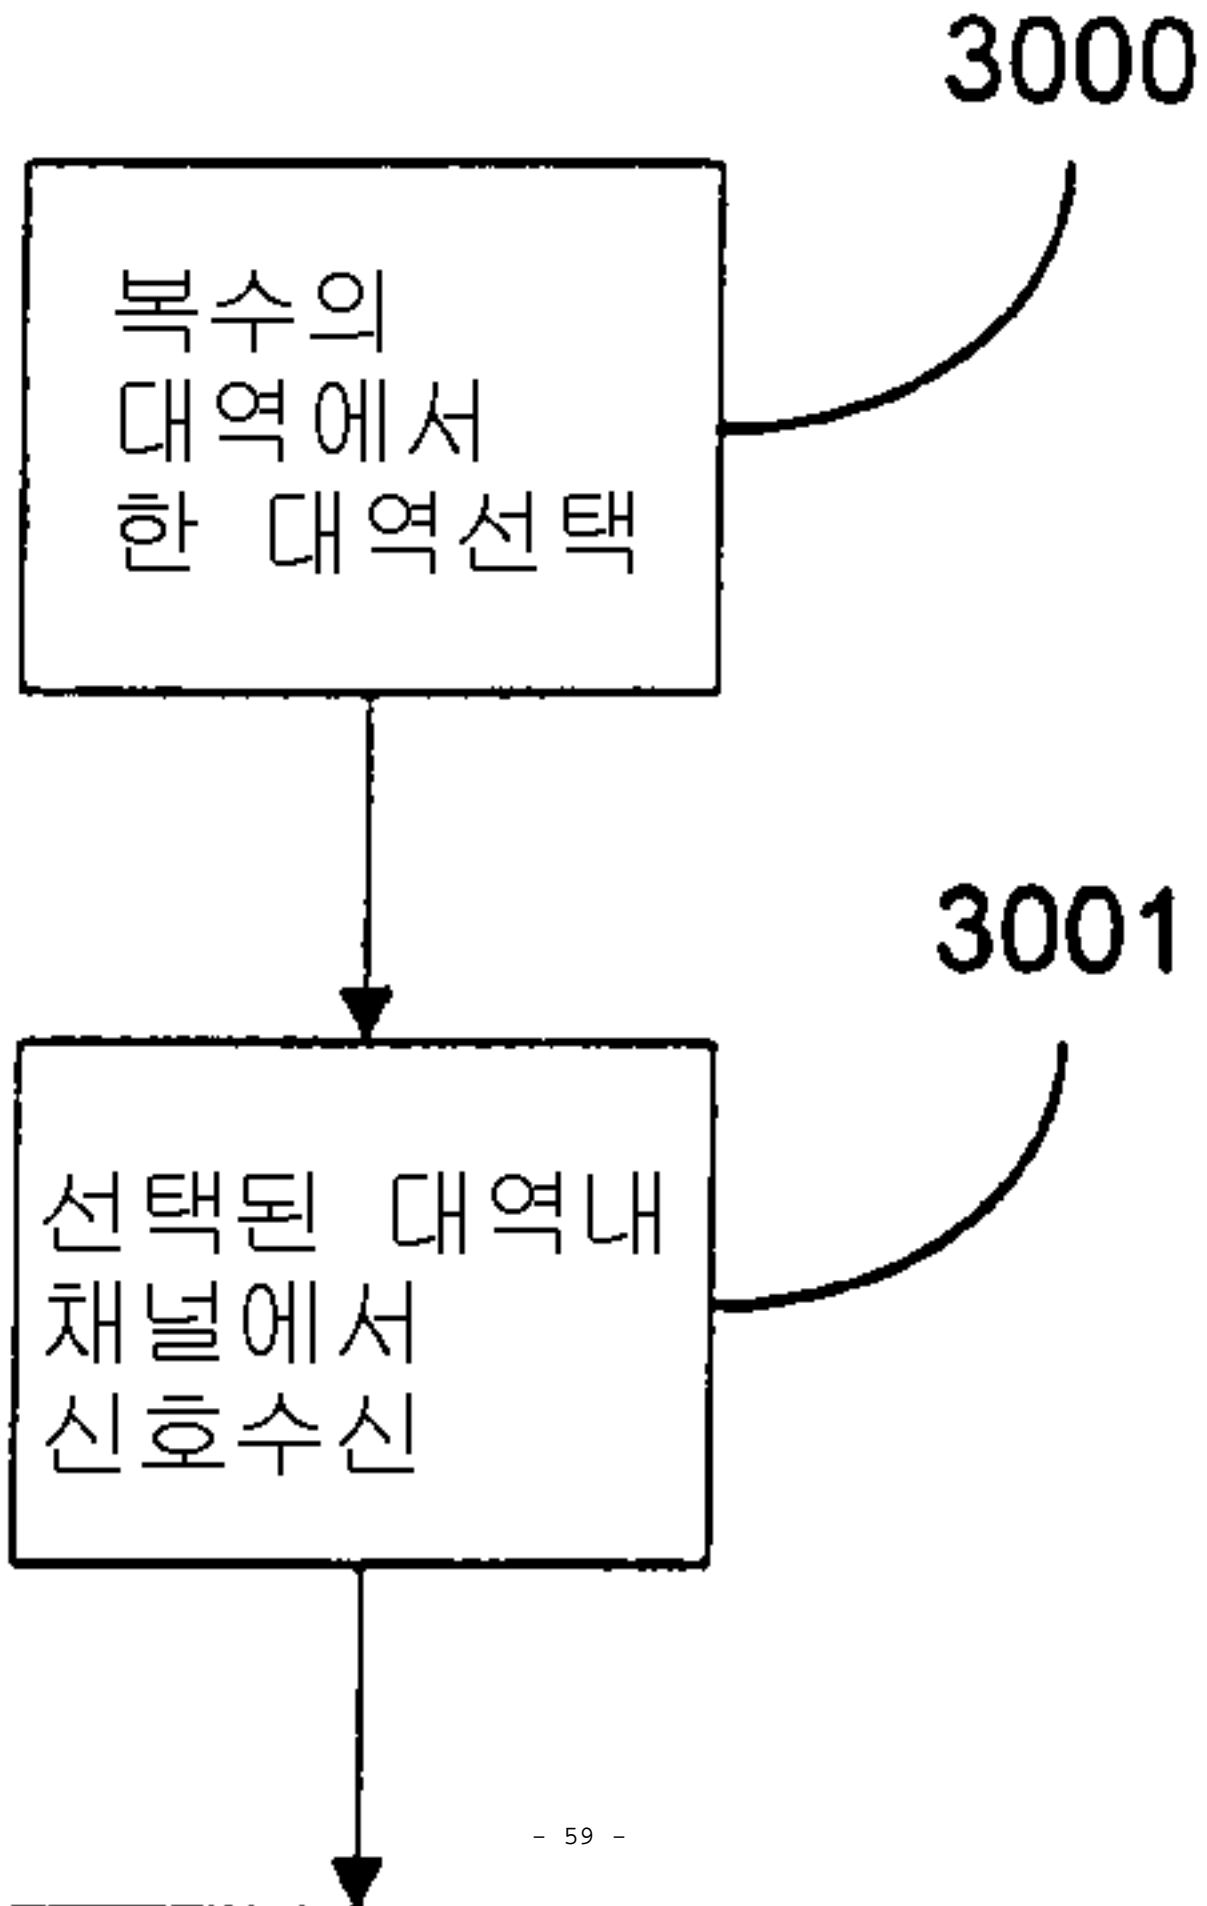 3000
복수의
대역에서
한 대역선택
3001
선택된 대역내
채널에서
신호수신
- 59 -